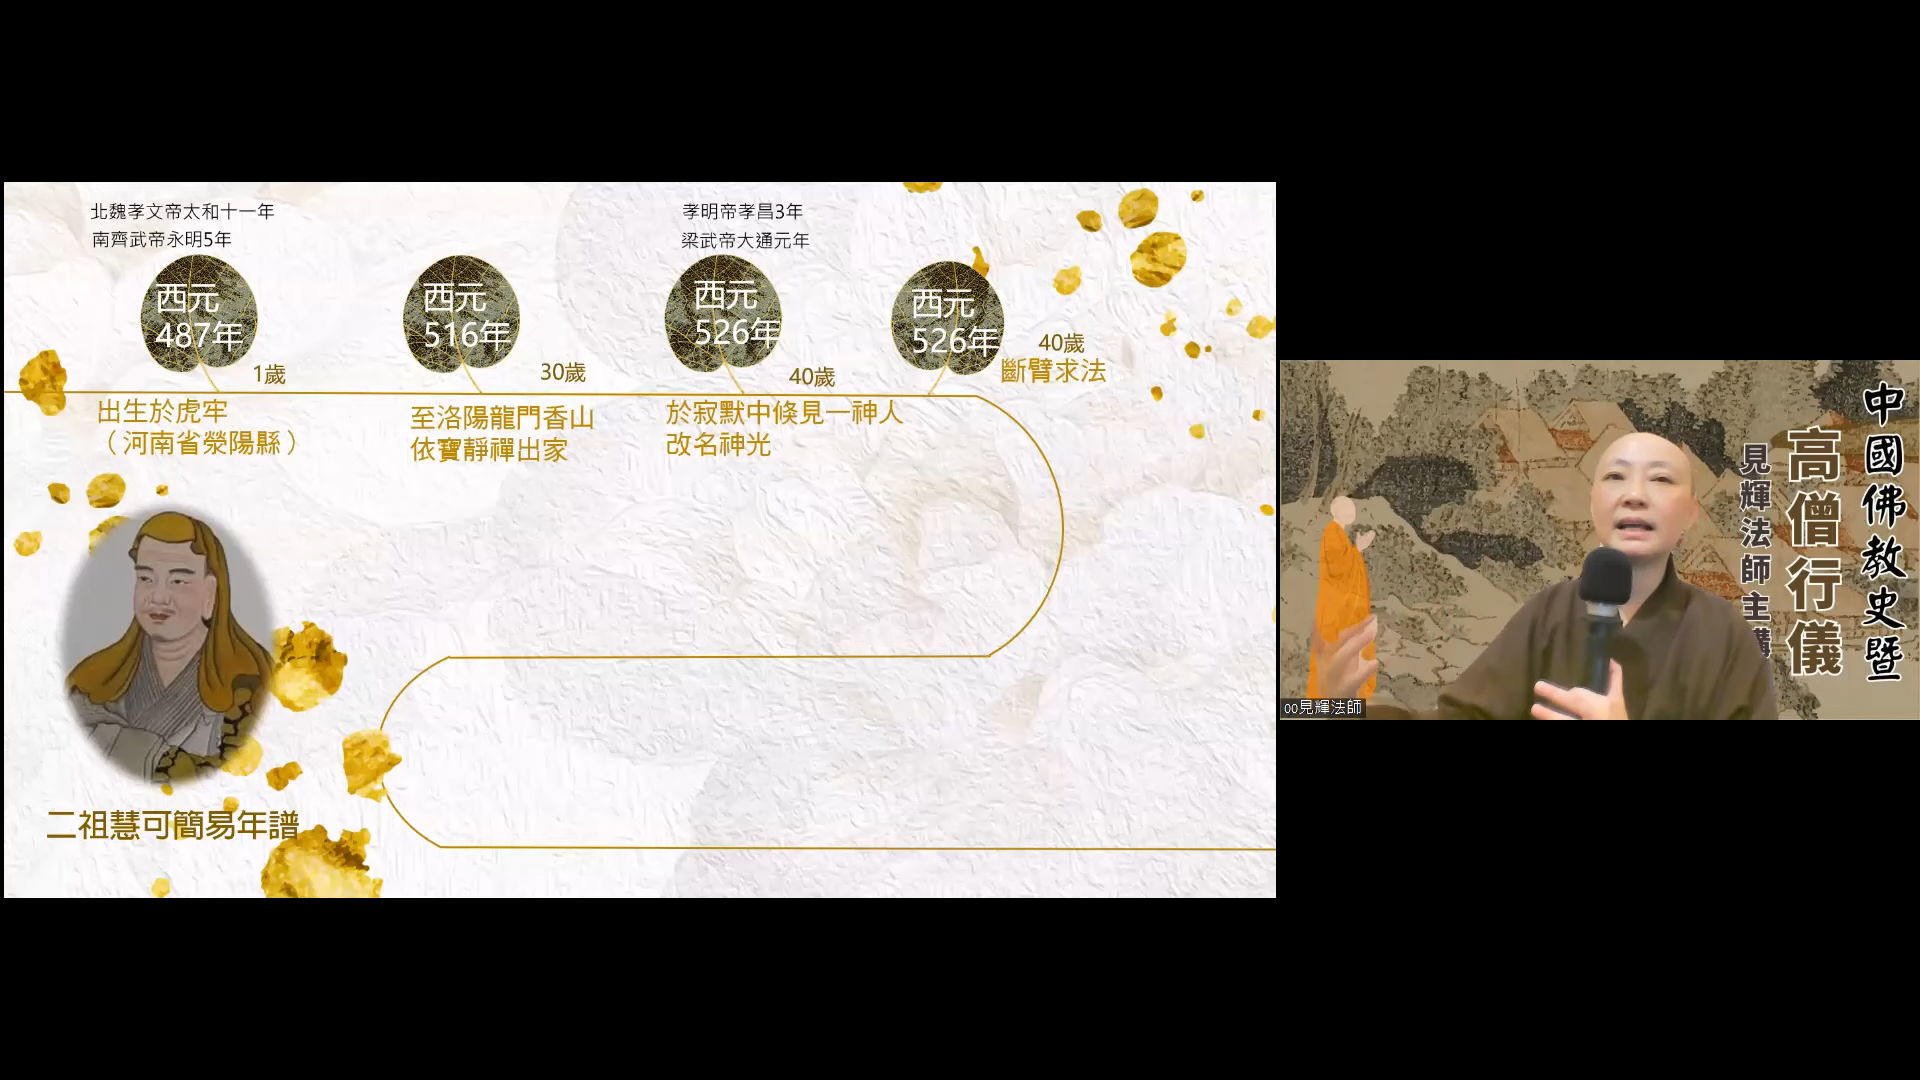 北魏孝文帝太和十一年
南齊武帝永明5年
西元
487年
1歲
出生於虎牢
（河南省滎陽縣）
西元
516年
30歲
至洛陽龍門香山
依寶靜禪出家
孝明帝孝昌3年
梁武帝大通元年
西元
526年
40歲
於寂默中倏見一神人
改名神光
西元
526年
40歲
斷臂求法
二祖慧可簡易年譜
中國佛教史暨
高僧行儀
見輝法師主講
oo見輝法師